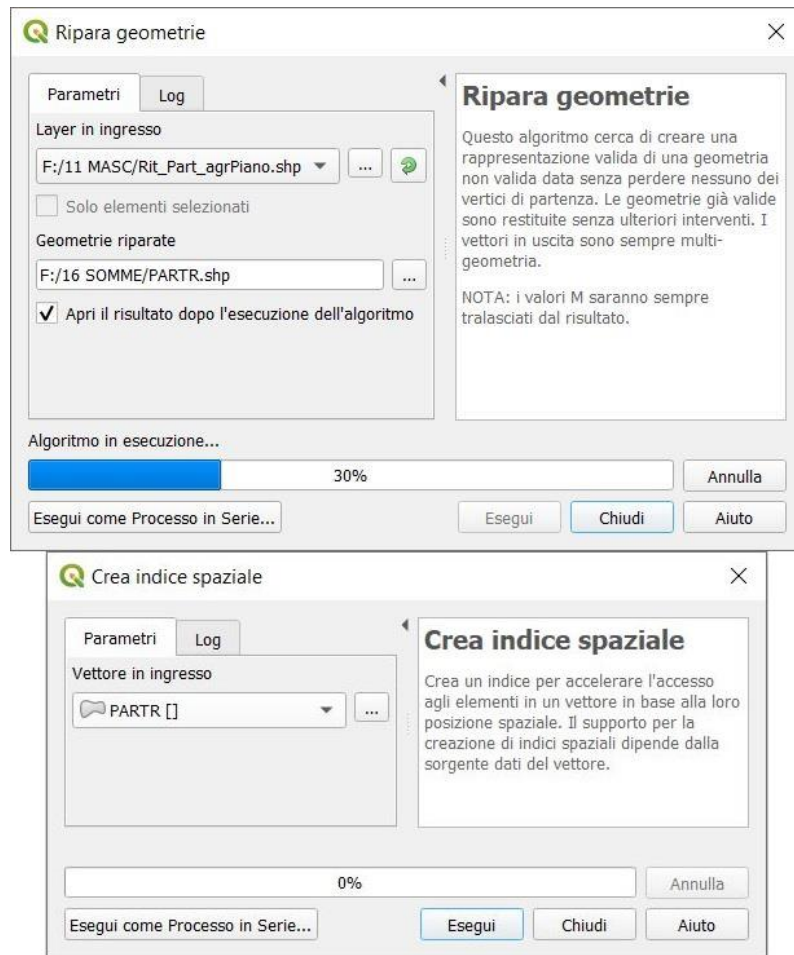 Ripara geometrie
Parametri
Log
Layer in ingresso
F:/11 MASC/Rit_Part_agrPiano.shp
...
Solo elementi selezionati
Geometrie riparate
F:/16 SOMME/PARTR.shp
...
Apri il risultato dopo l'esecuzione dell'algoritmo
Ripara geometrie
Questo algoritmo cerca di creare una
rappresentazione valida di una geometria
non valida data senza perdere nessuno dei
vertici di partenza. Le geometrie già valide
sono restituite senza ulteriori interventi. I
vettori in uscita sono sempre multi-
geometria.
NOTA: i valori M saranno sempre
tralasciati dal risultato.
Algoritmo in esecuzione...
30%
Annulla
Esegui come Processo in Serie...
Esegui
Chiudi
Aiuto
Crea indice spaziale
Parametri
Log
Vettore in ingresso
PARTR []
...
Crea indice spaziale
Crea un indice per accelerare l'accesso
agli elementi in un vettore in base alla loro
posizione spaziale. Il supporto per la
creazione di indici spaziali dipende dalla
sorgente dati del vettore.
0%
Annulla
Esegui come Processo in Serie...
Esegui
Chiudi
Aiuto